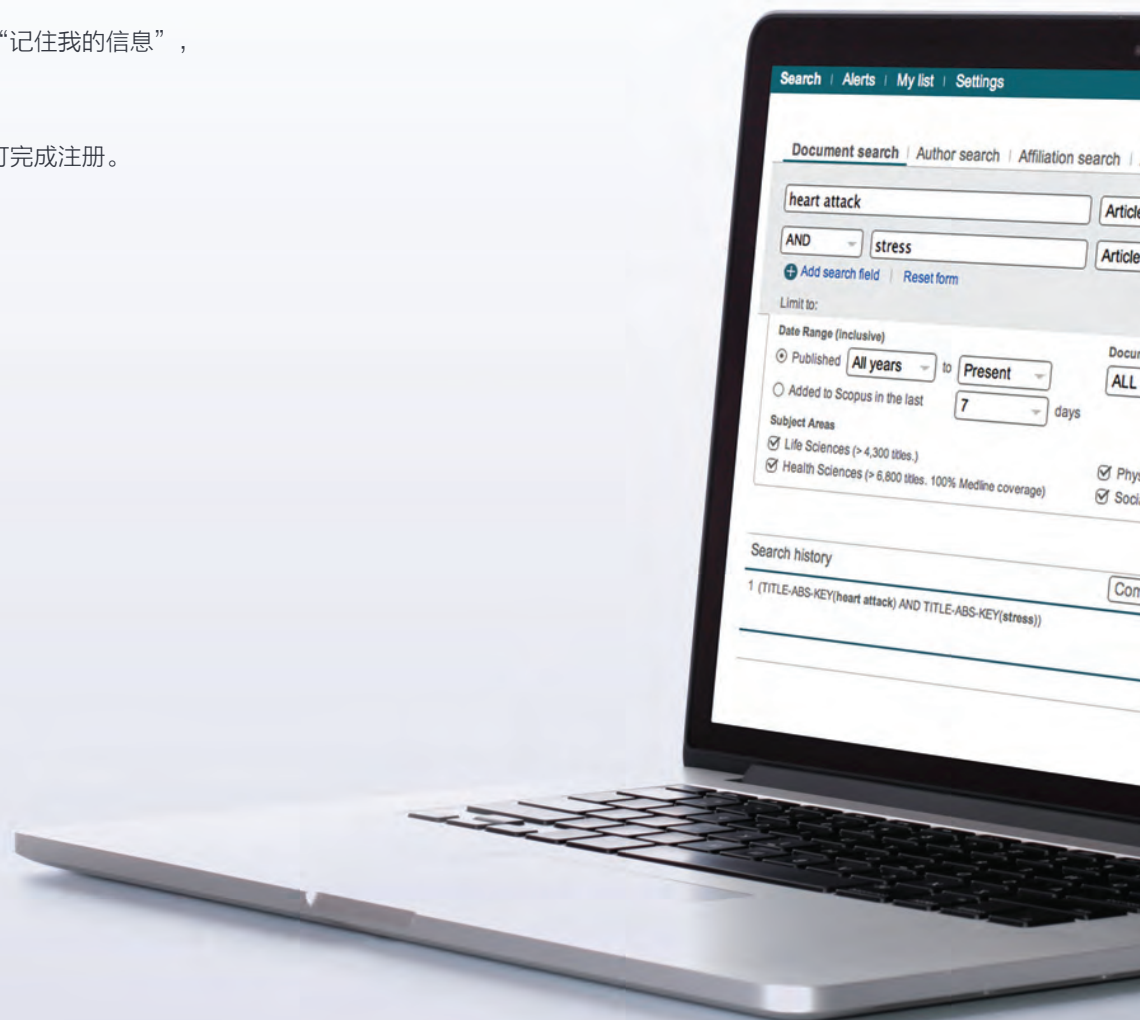 “记住我的信息”,
可完成注册。
Search | Alerts | My list | Settings
Document search | Author search | Affiliation search |
heart attack
Article
AND
stress
Article
Add search field | Reset form
Limit to:
Date Range (inclusive)
Published All years to Present
ALL
Added to Scopus in the last 7 days
Subject Areas
Life Sciences (> 4,300 titles.)
Health Sciences (> 6,800 titles. 100% Medline coverage)
Search history
1 (TITLE-ABS-KEY(heart attack) AND TITLE-ABS-KEY(stress))